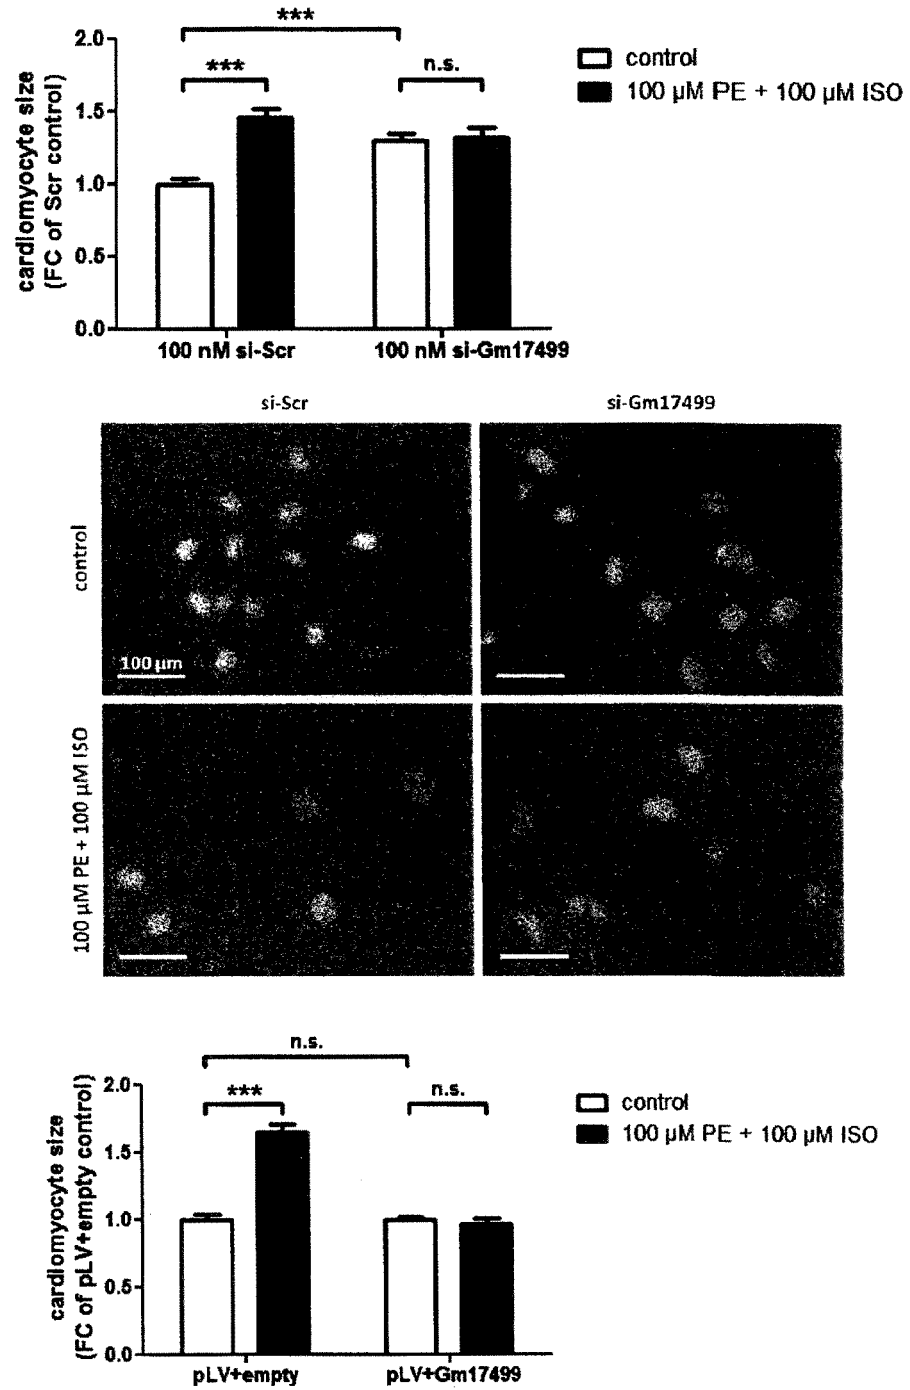 ***
***
n.s.
cardiomyocyte size
(FC of Scr control)
2.0
1.5
1.0
0.5
0.0
100 nM si-Scr
100 nM si-Gm17499
control
100 µM PE + 100 µM ISO
si-Scr
si-Gm17499
control
100 µm
100 µM PE + 100 µM ISO
n.s.
***
n.s.
cardiomyocyte size
(FC of pLV+empty control)
2.0
1.5
1.0
0.5
0.0
pLV+empty
pLV+Gm17499
control
100 µM PE + 100 µM ISO